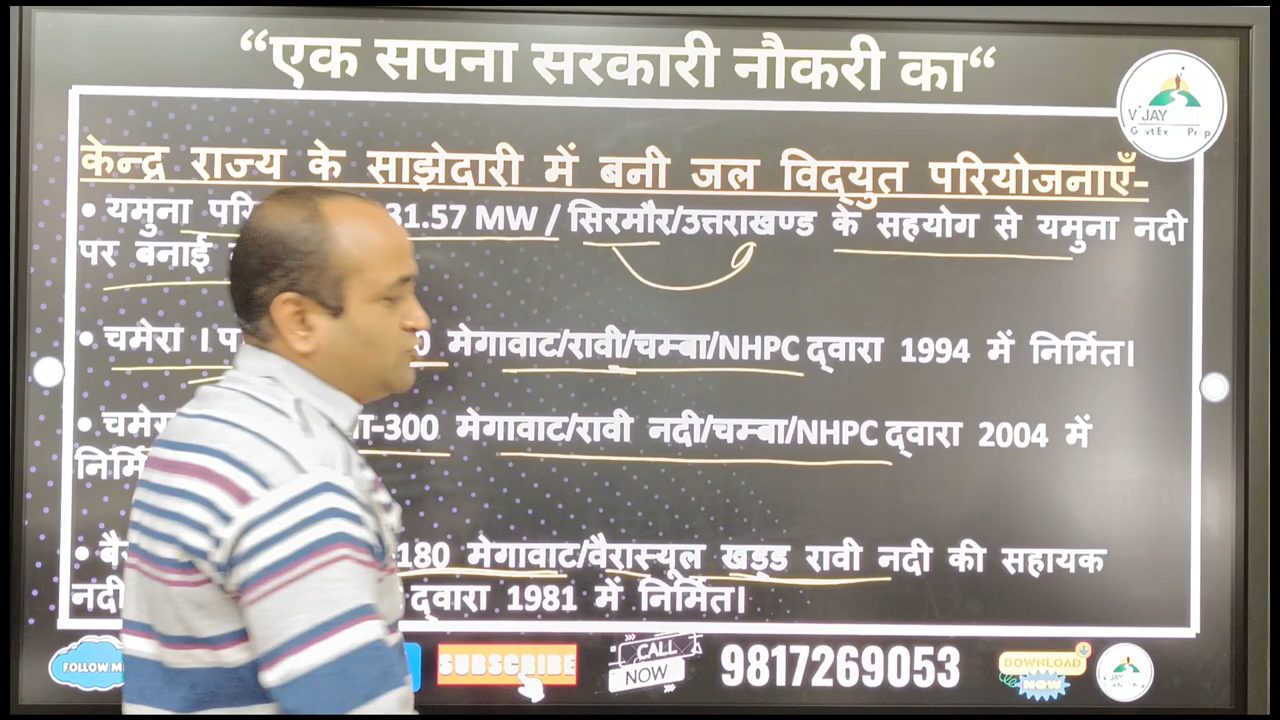 “एक सपना सरकारी नौकरी का“
केन्द्र राज्य के साझेदारी में बनी जल विद्युत परियोजनाएँ-
• यमुना 31.57 MW / सिरमौर/उत्तराखण्ड के सहयोग से यमुना नदी
पर बनाई
• चमेरा I मेगावाट/रावी/चम्बा/NHPC द्वारा 1994 में निर्मित।
• -300 मेगावाट/रावी नदी/चम्बा/NHPC द्वारा 2004 में
-180 मेगावाट/वैरास्यूल खड्ड रावी नदी की सहायक
नदी द्वारा 1981 में निर्मित।
VIJAY
FOLLOW
SUBSCRIBE
CALL
NOW
9817269053
DOWNLOAD
NOW